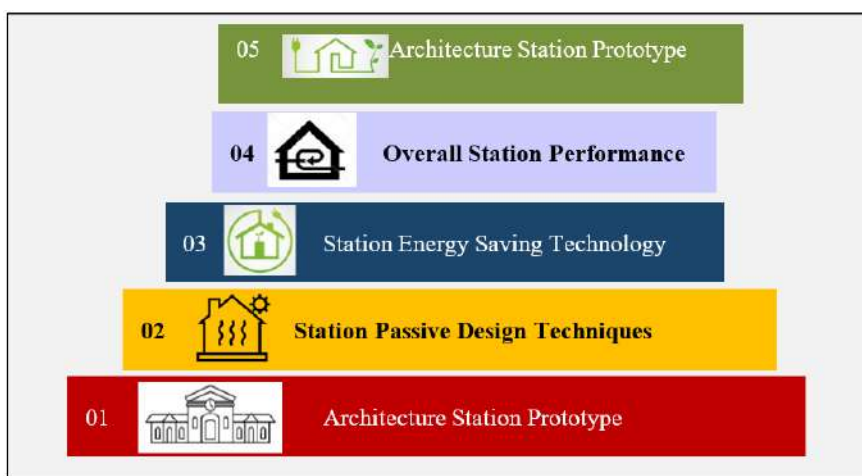 05 Architecture Station Prototype
04 Overall Station Performance
03 Station Energy Saving Technology
02 Station Passive Design Techniques
01 Architecture Station Prototype